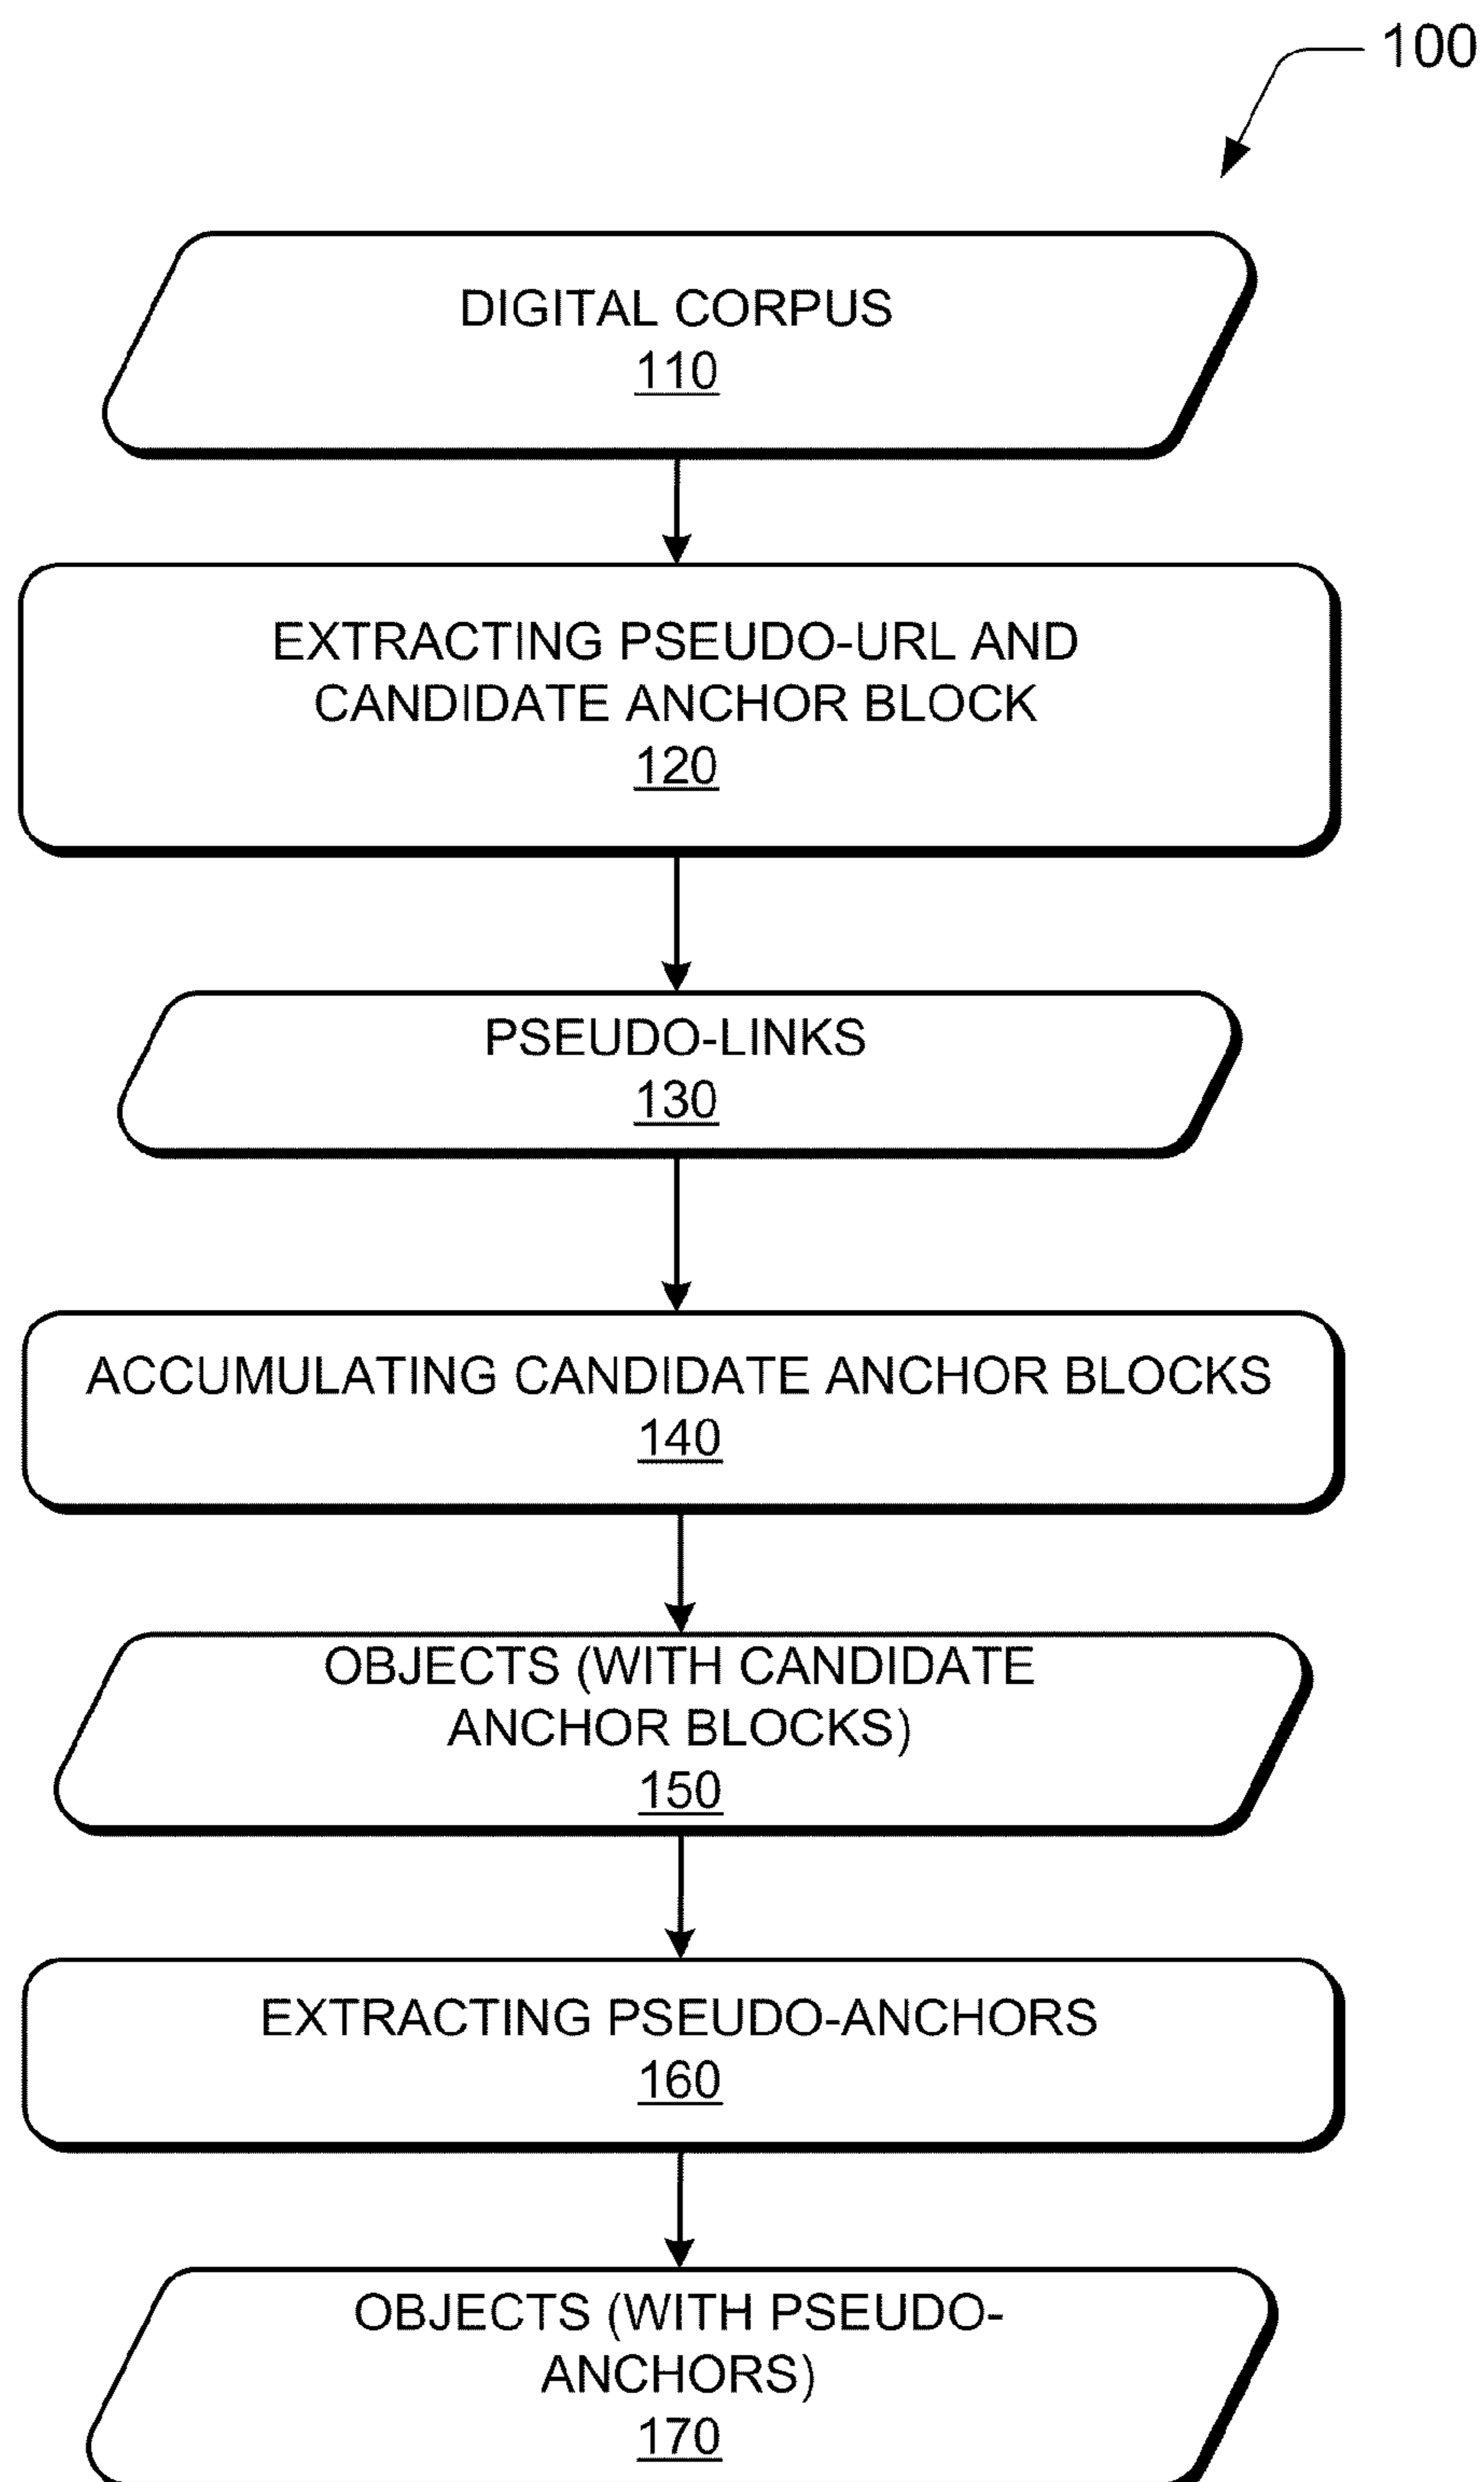 100
DIGITAL CORPUS
110
EXTRACTING PSEUDO-URL AND
CANDIDATE ANCHOR BLOCK
120
PSEUDO-LINKS
130
ACCUMULATING CANDIDATE ANCHOR BLOCKS
140
OBJECTS (WITH CANDIDATE
ANCHOR BLOCKS)
150
EXTRACTING PSEUDO-ANCHORS
160
OBJECTS (WITH PSEUDO-
ANCHORS)
170